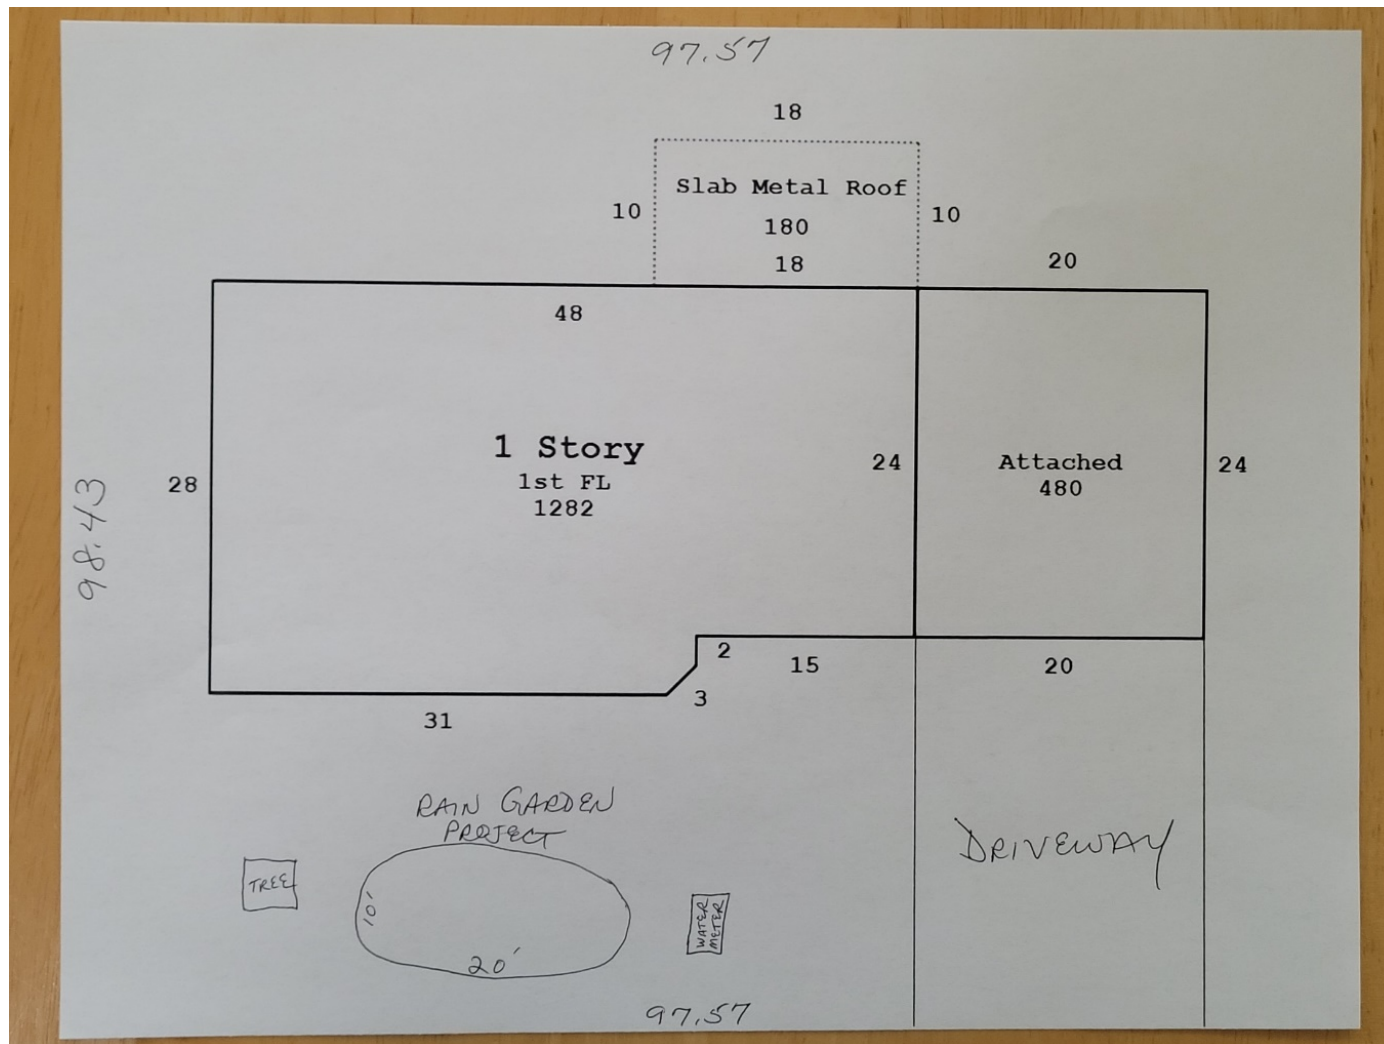 97.57
18
Slab Metal Roof
10
180
10
18
20
48
1 Story
1st FL
1282
24
Attached
480
24
28
98.43
2
15
20
3
31
RAIN GARDEN
PROJECT
DRIVEWAY
TREE
10'
20'
WATER
METER
97.57